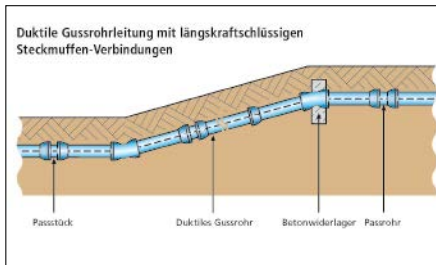 Duktile Gussrohrleitung mit längskraftschlüssigen
Steckmuffen-Verbindungen
Passstück
Duktiles Gussrohr
Betonwiderlager
Passrohr